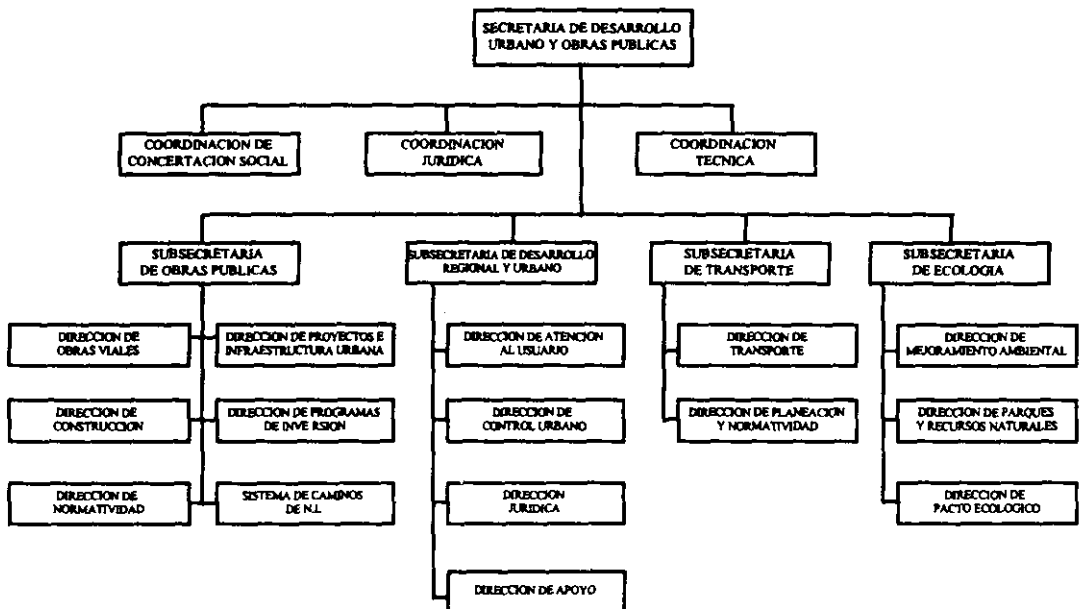 SECRETARIA DE DESARROLLO
URBANO Y OBRAS PUBLICAS
COORDINACION DE
CONCERTACION SOCIAL
COORDINACION
JURIDICA
COORDINACION
TECNICA
SUBSECRETARIA
DE OBRAS PUBLICAS
SUBSECRETARIA DE DESARROLLO
REGIONAL Y URBANO
SUBSECRETARIA
DE TRANSPORTE
SUBSECRETARIA
DE ECOLOGIA
DIRECCION DE
OBRAS VIALES
DIRECCION DE PROYECTOS E
INFRAESTRUCTURA URBANA
DIRECCION DE ATENCION
AL USUARIO
DIRECCION DE
TRANSPORTE
DIRECCION DE
MEJORAMIENTO AMBIENTAL
DIRECCION DE
CONSTRUCCION
DIRECCION DE PROGRAMAS
DE INVERSION
DIRECCION DE
CONTROL URBANO
DIRECCION DE PLANEACION
Y NORMATIVIDAD
DIRECCION DE PARQUES
Y RECURSOS NATURALES
DIRECCION DE
NORMATIVIDAD
SISTEMA DE CAMINOS
DE N.L.
DIRECCION
JURIDICA
DIRECCION DE
PACTO ECOLOGICO
DIRECCION DE APOYO